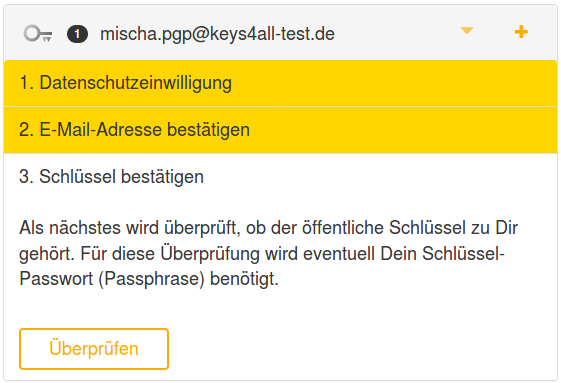 1 mischa.pgp@keys4all-test.de
1. Datenschutzeinwilligung
2. E-Mail-Adresse bestätigen
3. Schlüssel bestätigen
Als nächstes wird überprüft, ob der öffentliche Schlüssel zu Dir
gehört. Für diese Überprüfung wird eventuell Dein Schlüssel-
Passwort (Passphrase) benötigt.
Überprüfen